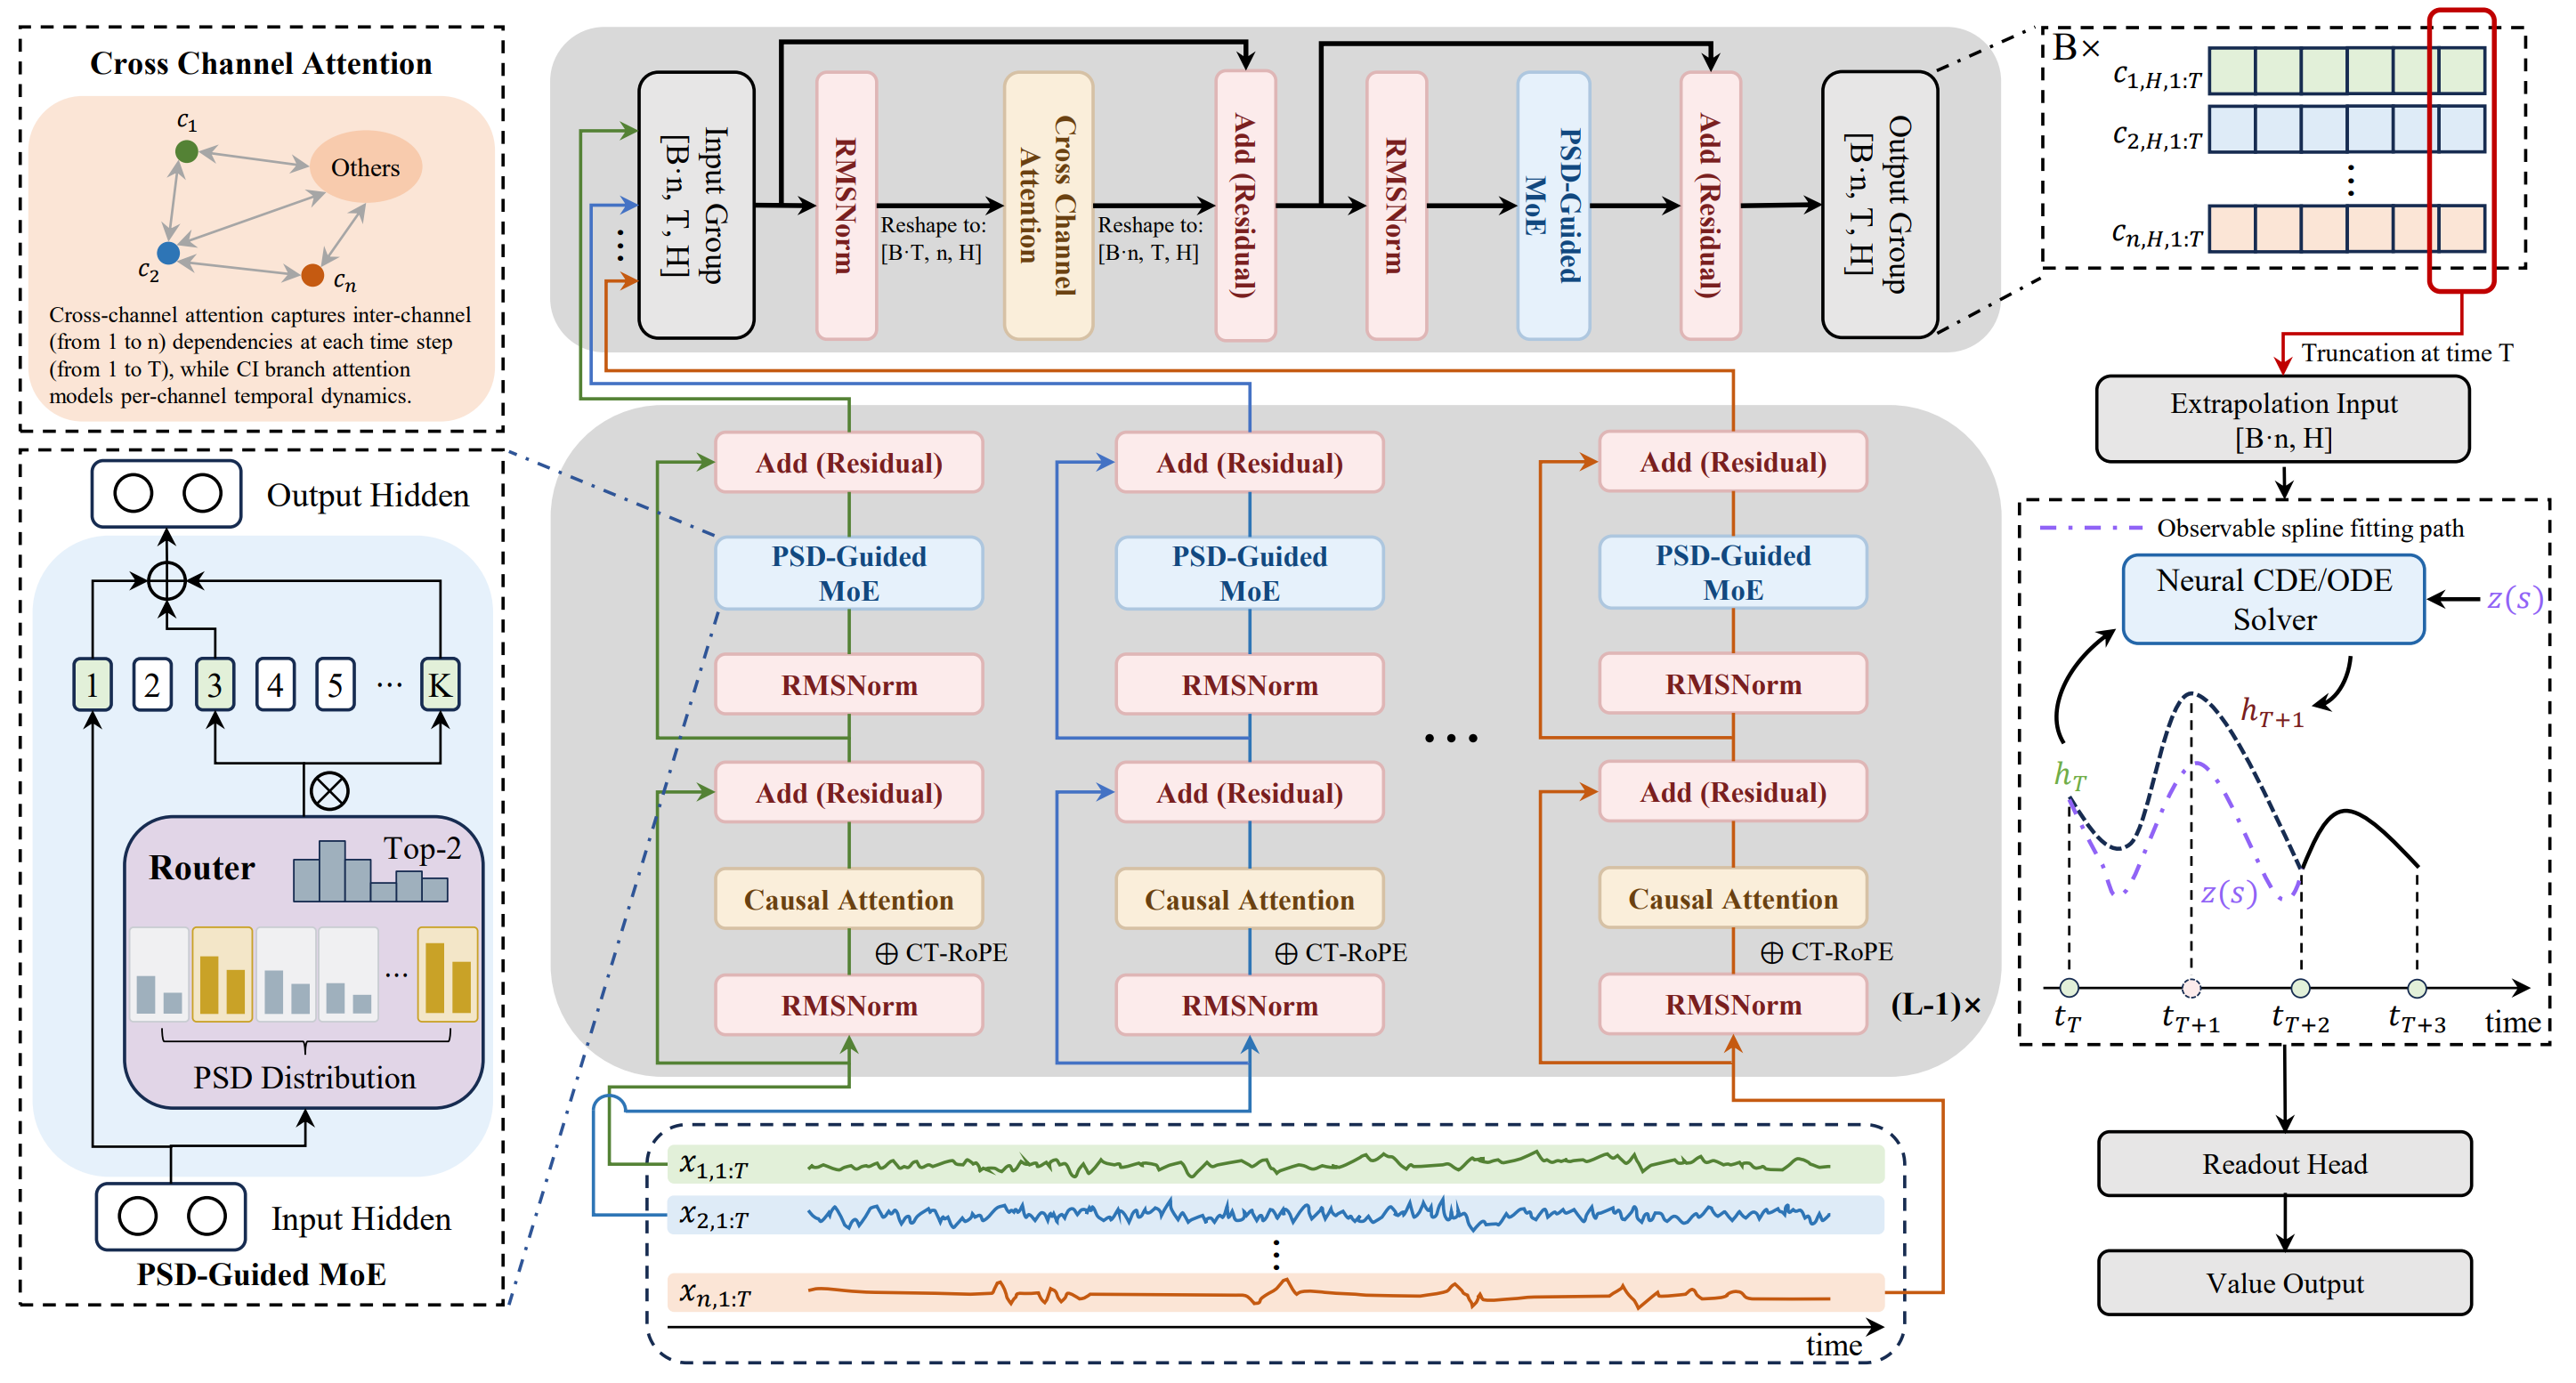 Cross Channel Attention
c1
Others
c2
cn
Cross-channel attention captures inter-channel
(from 1 to n) dependencies at each time step
(from 1 to T), while CI branch attention
models per-channel temporal dynamics.
Output Hidden
1 2 3 4 5 ··· K
Router
Top-2
...
PSD Distribution
Input Hidden
PSD-Guided MoE
Input Group
[B·n, T, H]
RMSNorm
Reshape to:
[B·T, n, H]
Cross Channel
Attention
Reshape to:
[B·n, T, H]
Add (Residual)
RMSNorm
PSD-Guided
MoE
Add (Residual)
Output Group
[B·n, T, H]
Add (Residual)
PSD-Guided
MoE
RMSNorm
Add (Residual)
Causal Attention
⊕ CT-RoPE
RMSNorm
Add (Residual)
PSD-Guided
MoE
RMSNorm
Add (Residual)
Causal Attention
⊕ CT-RoPE
RMSNorm
...
Add (Residual)
PSD-Guided
MoE
RMSNorm
Add (Residual)
Causal Attention
⊕ CT-RoPE
RMSNorm
(L-1)×
x1,1:T
x2,1:T
⋮
xn,1:T
time
B×
c1,H,1:T
c2,H,1:T
⋮
cn,H,1:T
Truncation at time T
Extrapolation Input
[B·n, H]
Observable spline fitting path
Neural CDE/ODE
Solver
z(s)
hT+1
hT
z(s)
tT tT+1 tT+2 tT+3 time
Readout Head
Value Output